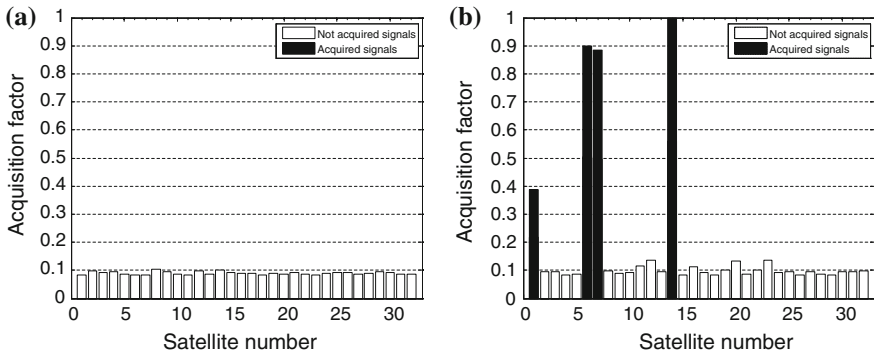 (a)
Acquisition factor
1
0.9
0.8
0.7
0.6
0.5
0.4
0.3
0.2
0.1
0
Not acquired signals
Acquired signals
0 5 10 15 20 25 30
Satellite number
(b)
Acquisition factor
1
0.9
0.8
0.7
0.6
0.5
0.4
0.3
0.2
0.1
0
Not acquired signals
Acquired signals
0 5 10 15 20 25 30
Satellite number